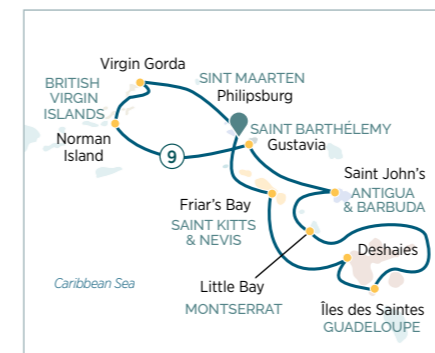 Virgin Gorda
BRITISH
VIRGIN
ISLANDS
SINT MAARTEN
Philipsburg
Norman
Island
9
SAINT BARTHÉLEMY
Gustavia
Saint John's
ANTIGUA
& BARBUDA
Friar's Bay
SAINT KITTS
& NEVIS
Deshaies
Little Bay
MONTSERRAT
Caribbean Sea
Îles des Saintes
GUADELOUPE